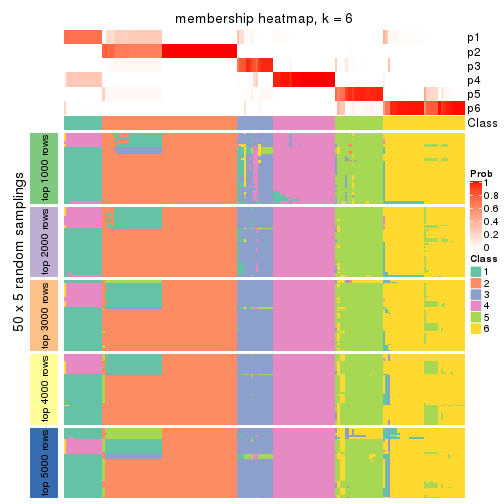 membership heatmap, k = 6
p1
p2
p3
p4
p5
p6
Class
50 x 5 random samplings
top 1000 rows
top 2000 rows
top 3000 rows
top 4000 rows
top 5000 rows
Prob
1
0.8
0.6
0.4
0.2
0
Class
1
2
3
4
5
6